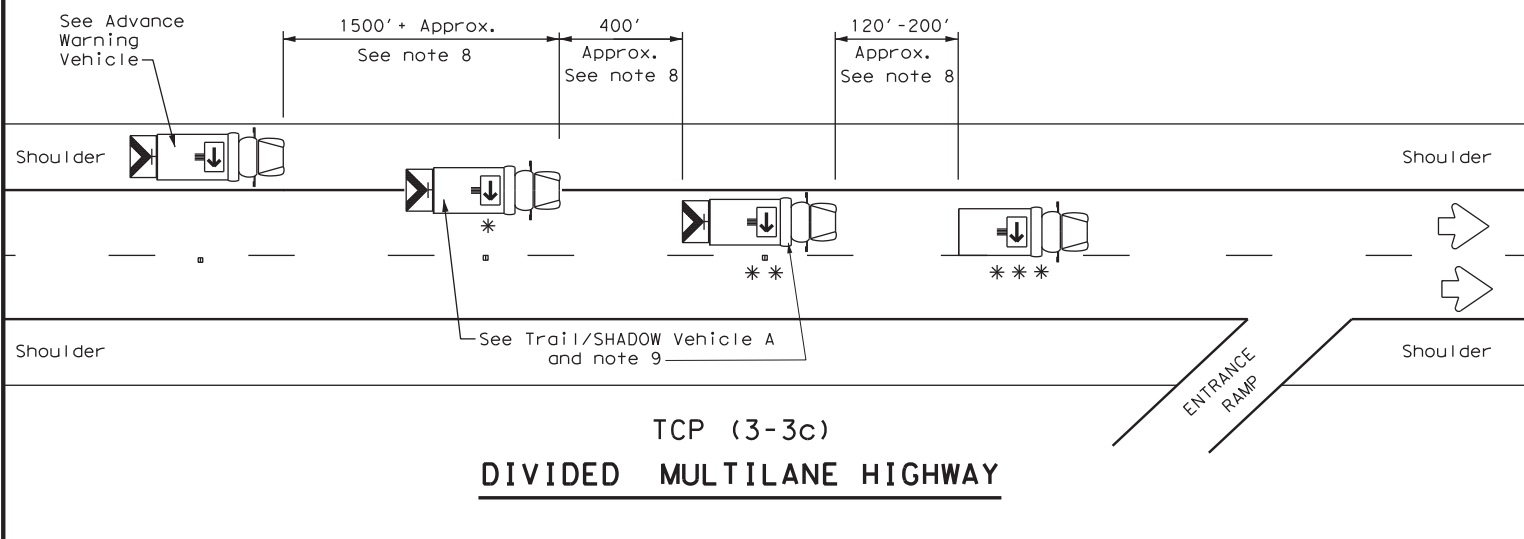 See Advance
Warning
Vehicle
1500'+ Approx.
See note 8
400'
Approx.
See note 8
120'-200'
Approx.
See note 8
Shoulder
Shoulder
*
* *
* * *
See Trail/SHADOW Vehicle A
and note 9
Shoulder
Shoulder
ENTRANCE
RAMP
TCP (3-3c)
DIVIDED MULTILANE HIGHWAY